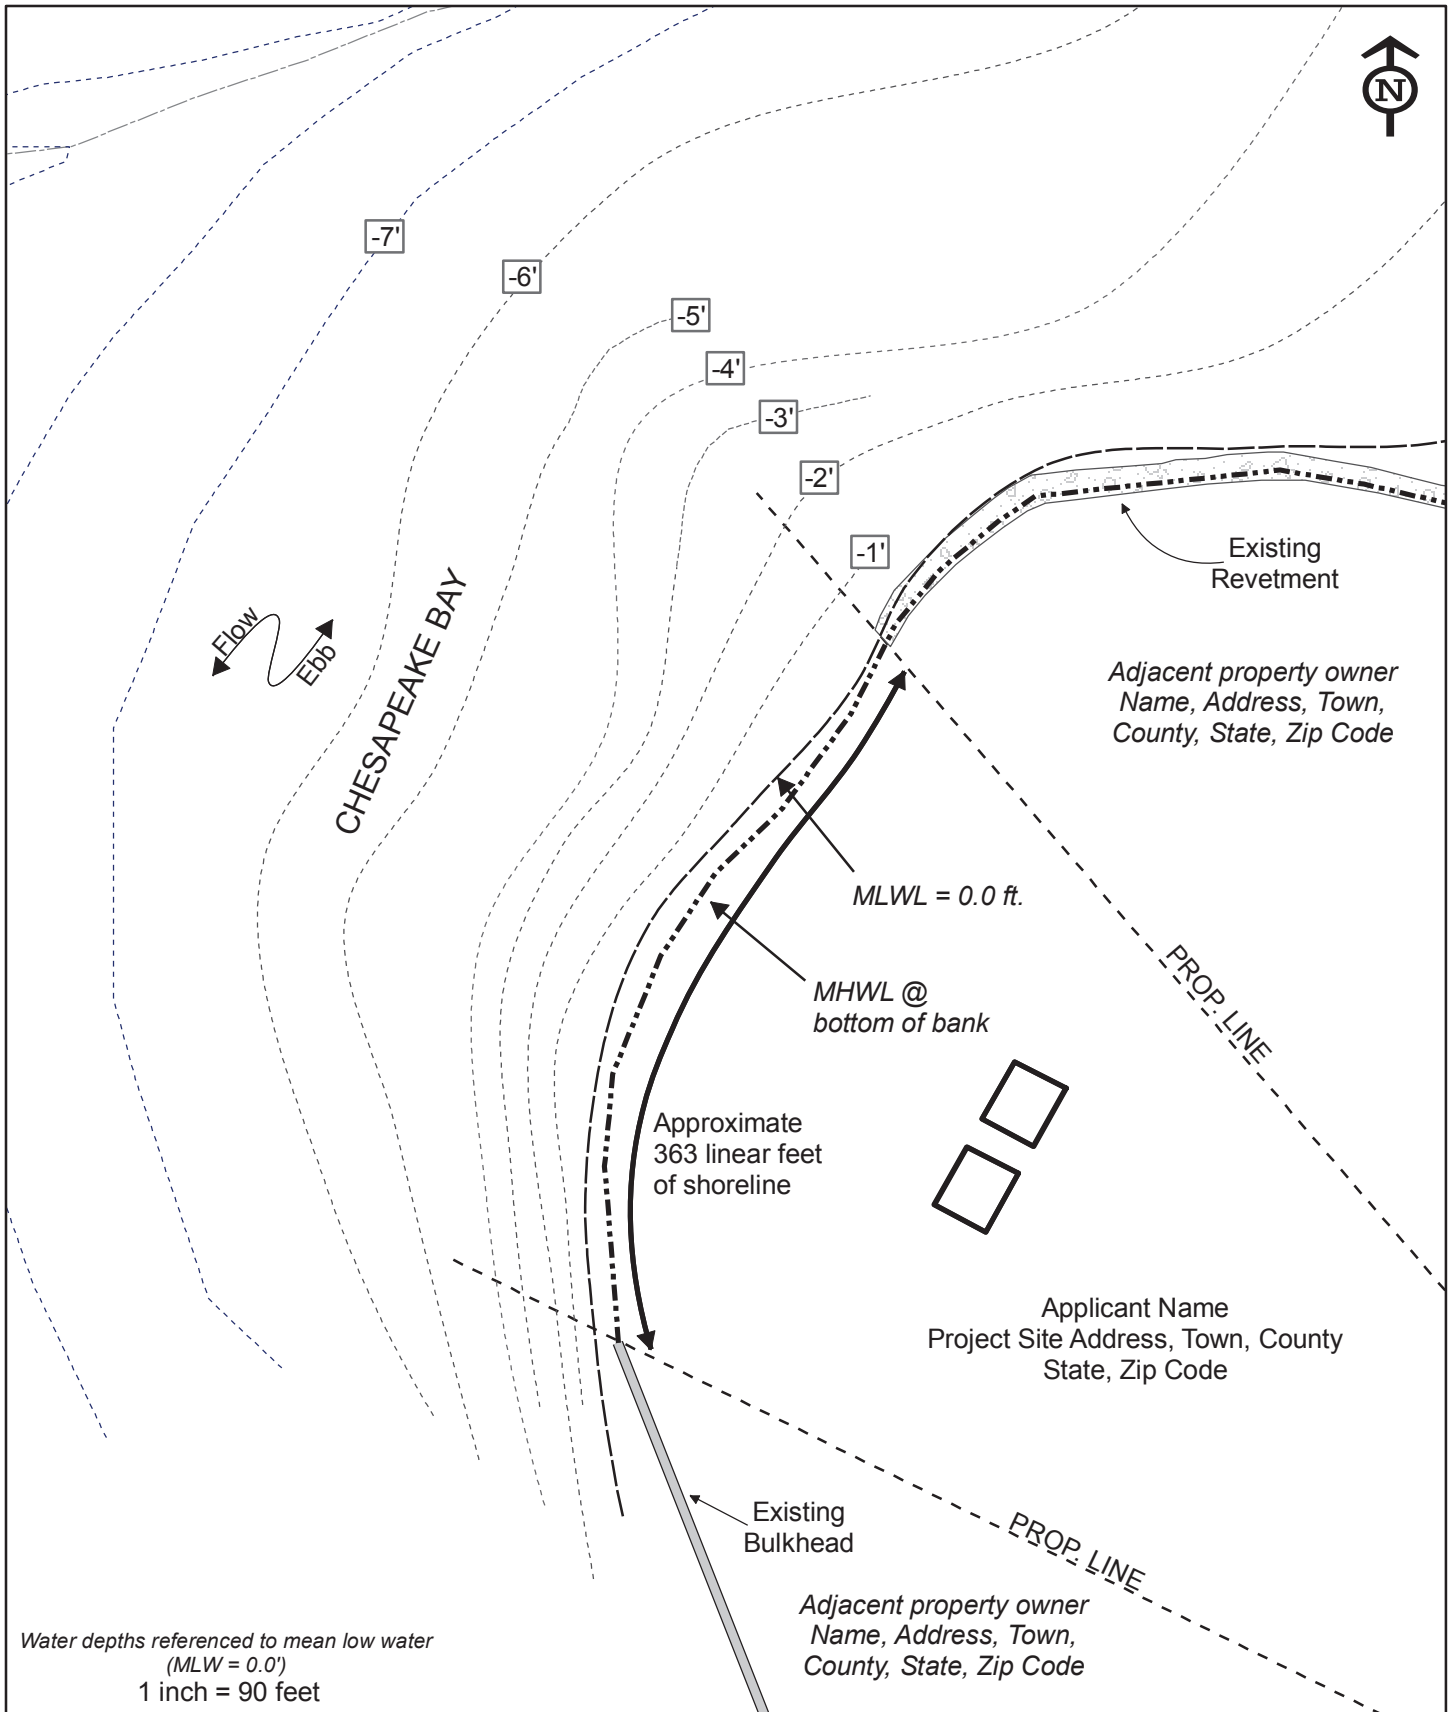 N
-7'
-6'
-5'
-4'
-3'
-2'
-1'
Existing
Revetment
Flow
Ebb
CHESAPEAKE BAY
Adjacent property owner
Name, Address, Town,
County, State, Zip Code
MLWL = 0.0 ft.
MHWL @
bottom of bank
PROP. LINE
Approximate
363 linear feet
of shoreline
Applicant Name
Project Site Address, Town, County
State, Zip Code
Existing
Bulkhead
PROP. LINE
Adjacent property owner
Name, Address, Town,
County, State, Zip Code
Water depths referenced to mean low water
(MLW = 0.0')
1 inch = 90 feet